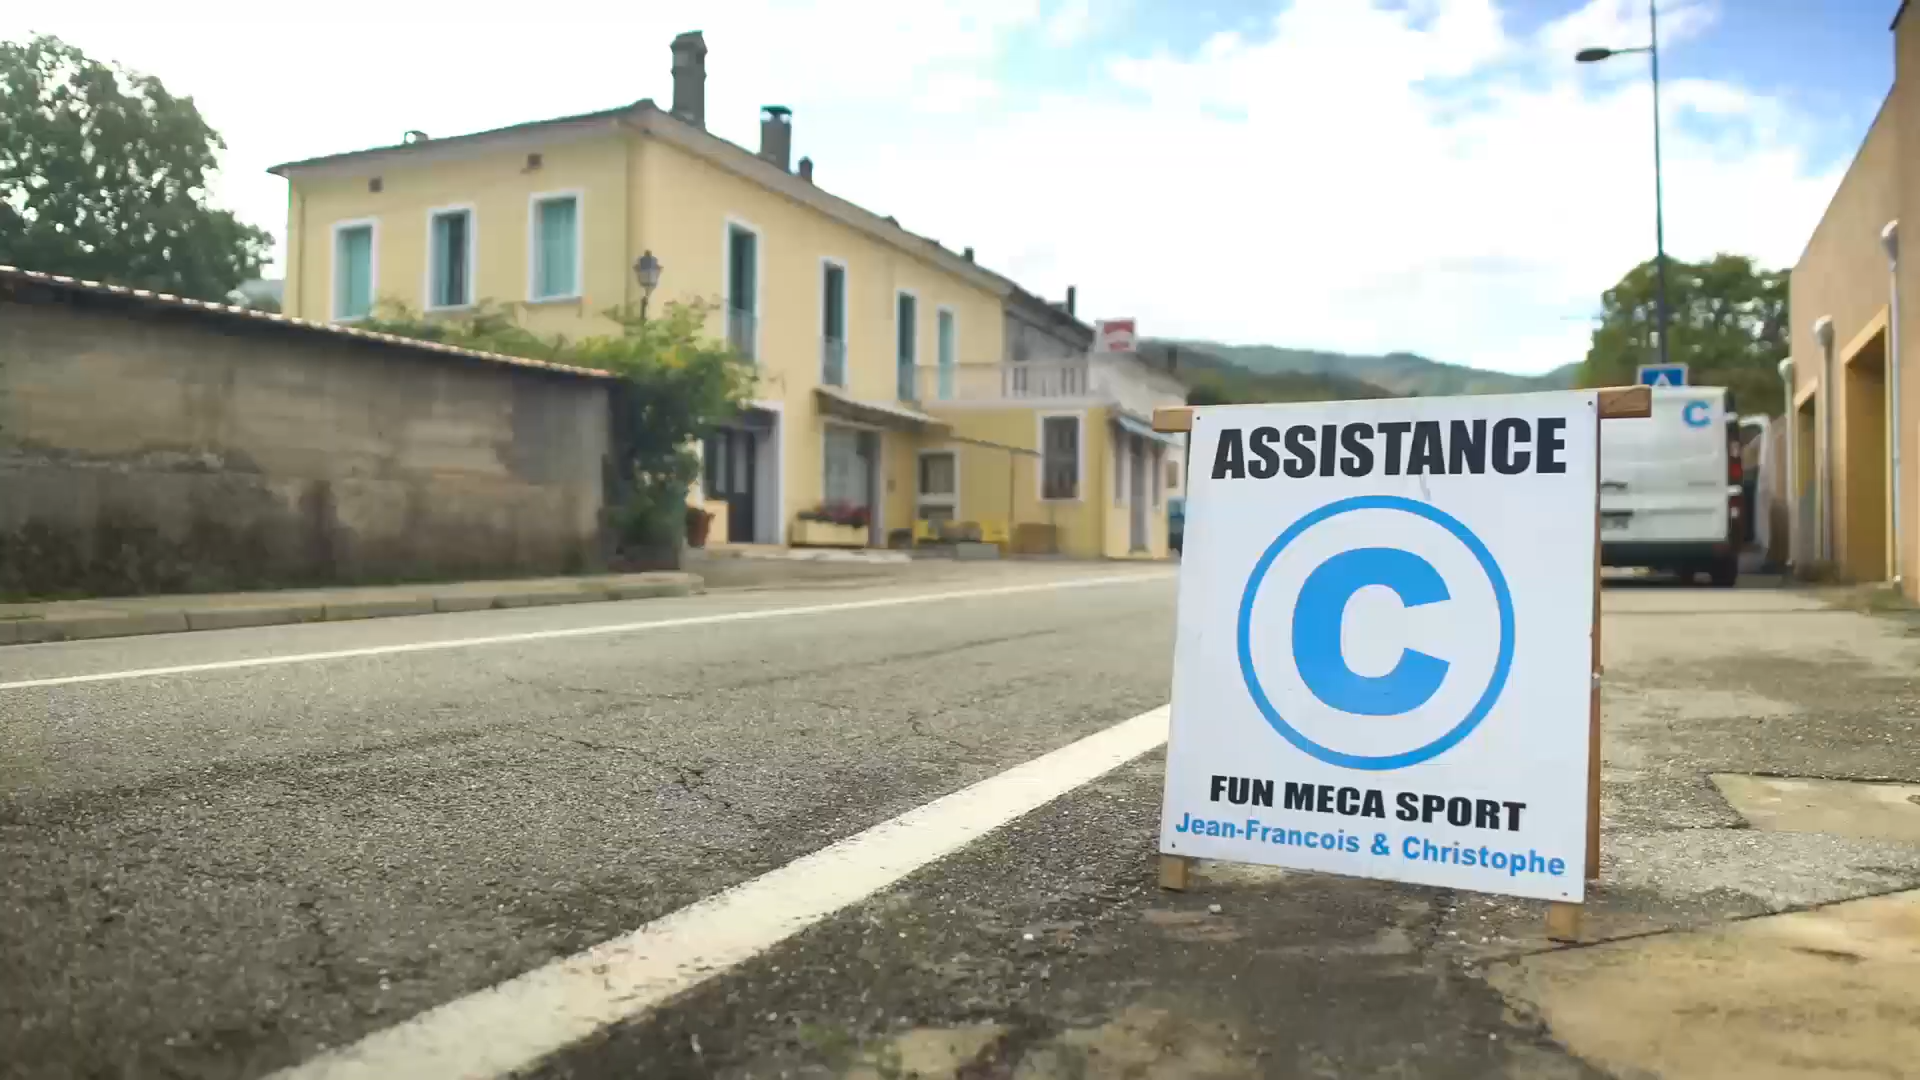 ASSISTANCE
C
FUN MECA SPORT
Jean-Francois & Christophe
C